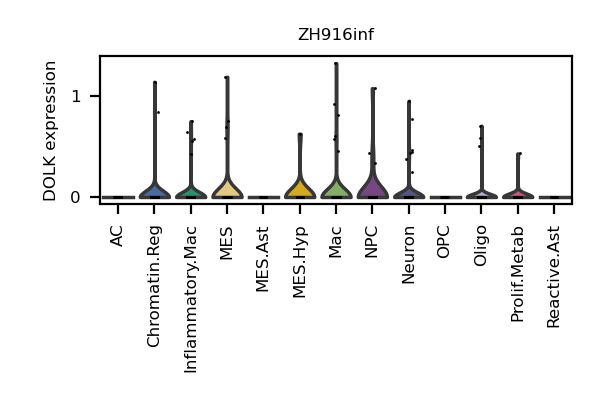 ZH916inf
DOLK expression
1
0
AC
Chromatin.Reg
Inflammatory.Mac
MES
MES.Ast
MES.Hyp
Mac
NPC
Neuron
OPC
Oligo
Prolif.Metab
Reactive.Ast